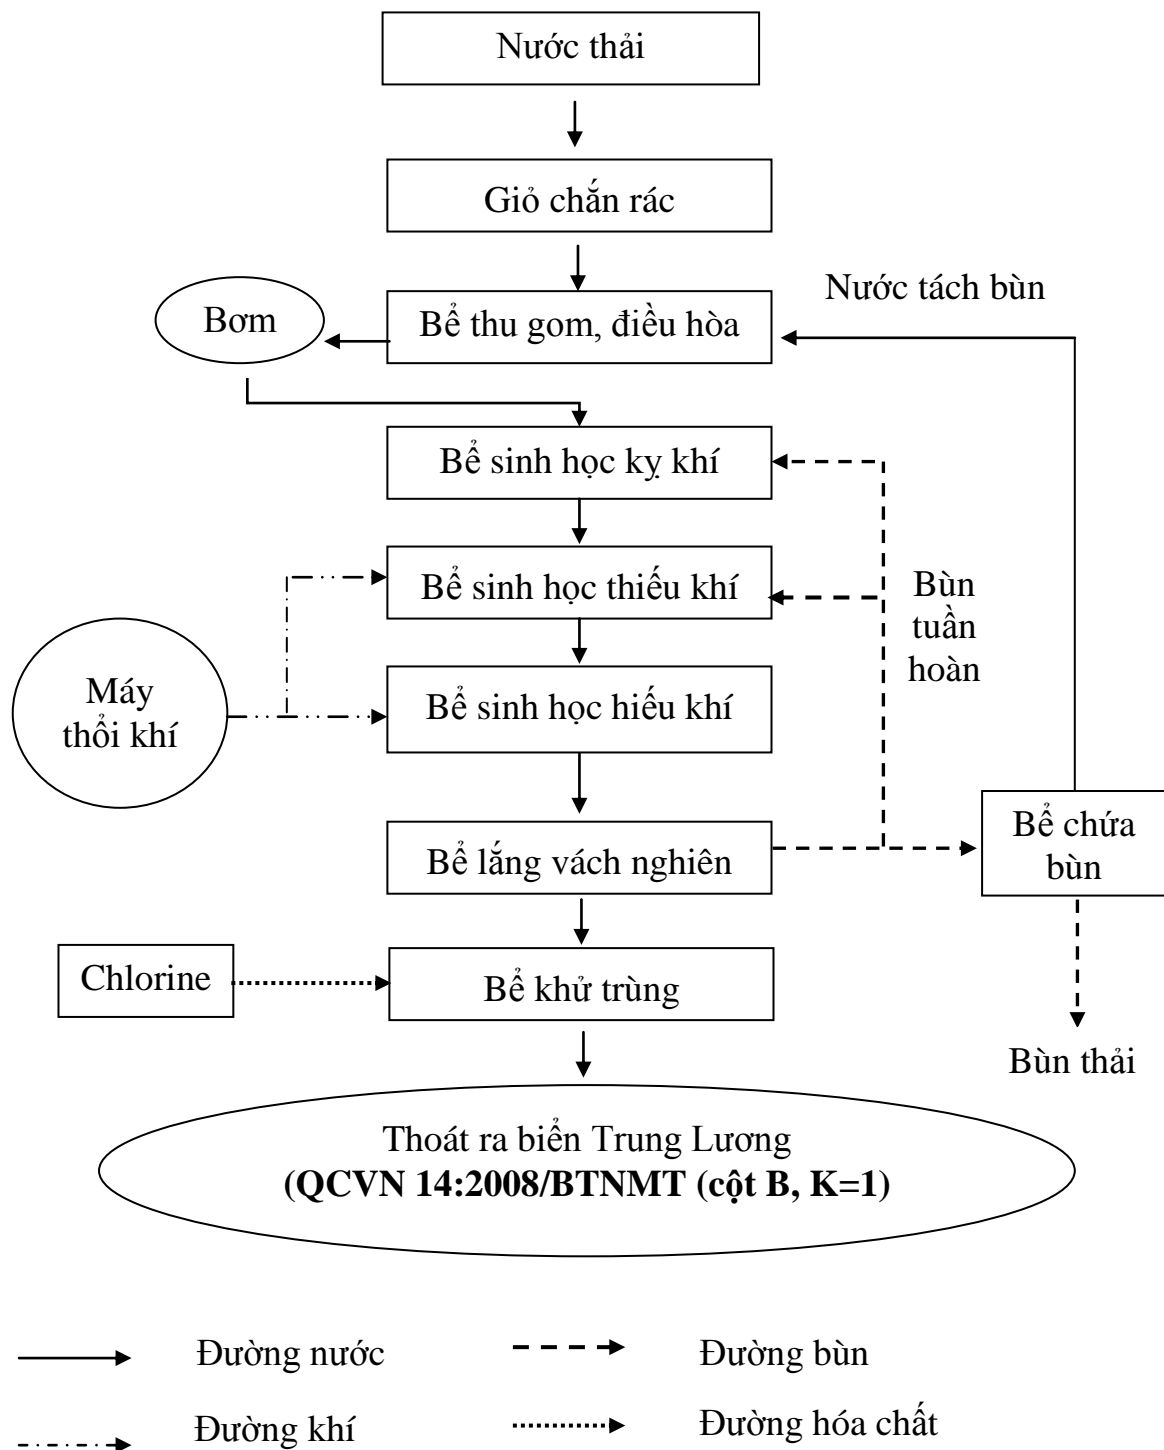 Nước thải
Giỏ chắn rác
Nước tách bùn
Bơm
Bể thu gom, điều hòa
Bể sinh học kỵ khí
Bể sinh học thiếu khí
Bùn
tuần
hoàn
Máy
thổi khí
Bể sinh học hiếu khí
Bể chứa
bùn
Bể lắng vách nghiên
Chlorine
Bể khử trùng
Bùn thải
Thoát ra biển Trung Lương
(QCVN 14:2008/BTNMT (cột B, K=1)
Đường nước
Đường bùn
Đường khí
Đường hóa chất